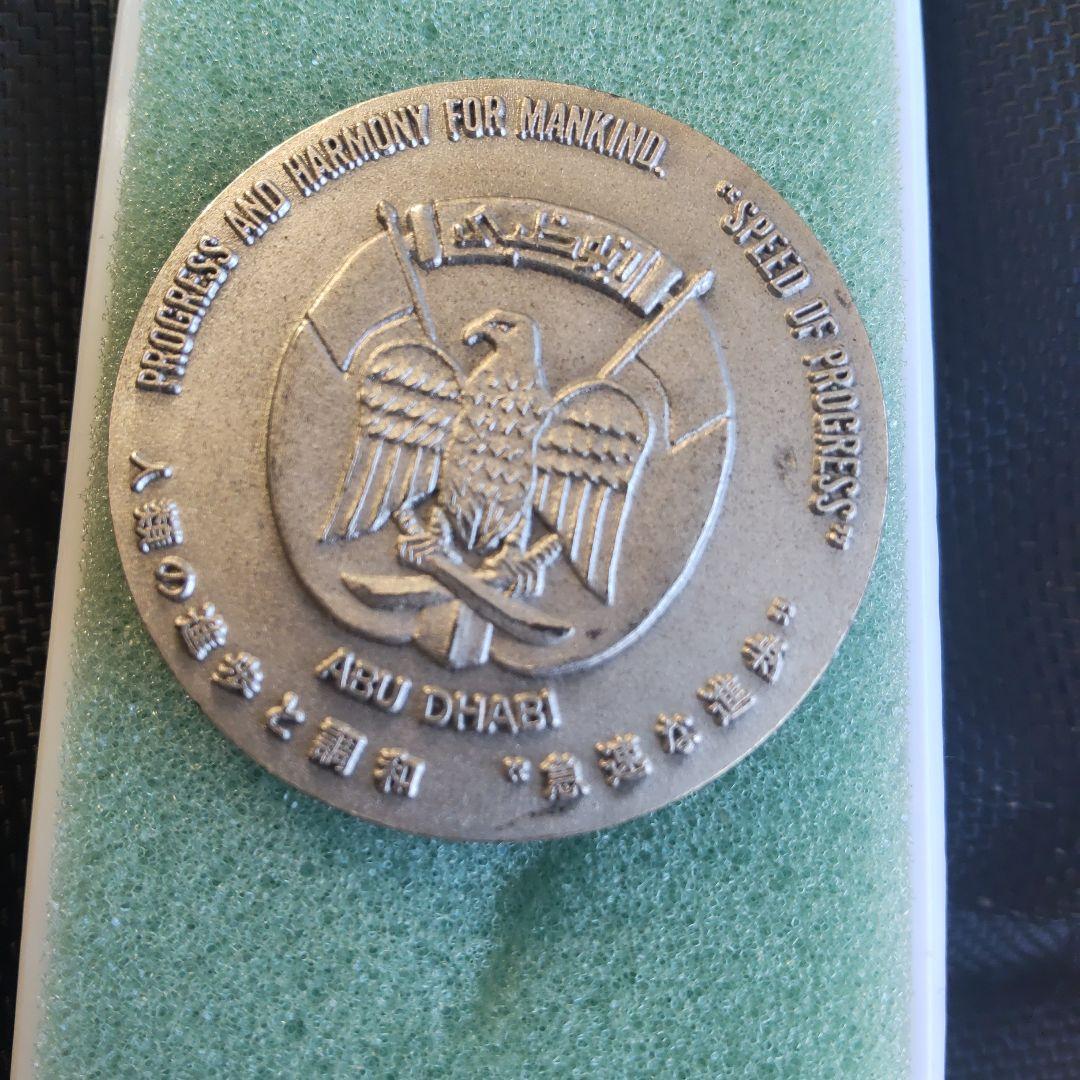 PROGRESS AND HARMONY FOR MANKIND.
"SPEED OF PROGRESS"
ابوظبي
ABU DHABI
人類の進歩と調和
"急速な進歩"